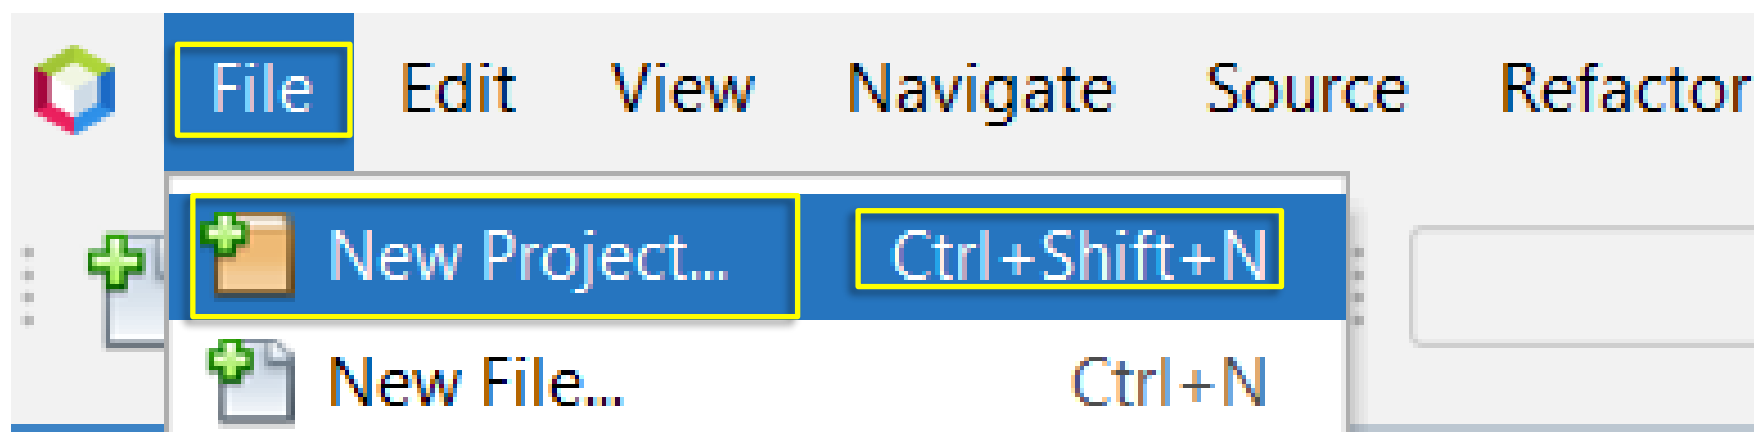 File Edit View Navigate Source Refactor
New Project... Ctrl+Shift+N
New File... Ctrl+N